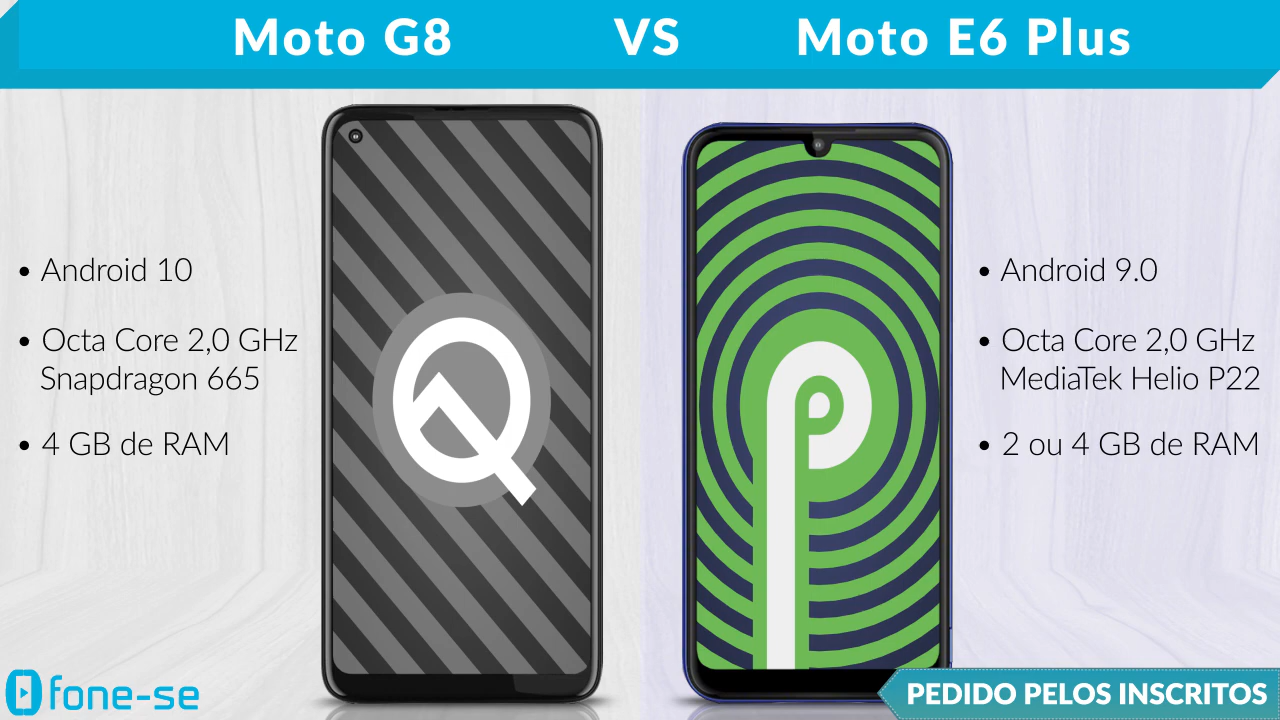 Moto G8 VS Moto E6 Plus
• Android 10
• Octa Core 2,0 GHz
Snapdragon 665
• 4 GB de RAM
• Android 9.0
• Octa Core 2,0 GHz
MediaTek Helio P22
• 2 ou 4 GB de RAM
fone-se
PEDIDO PELOS INSCRITOS